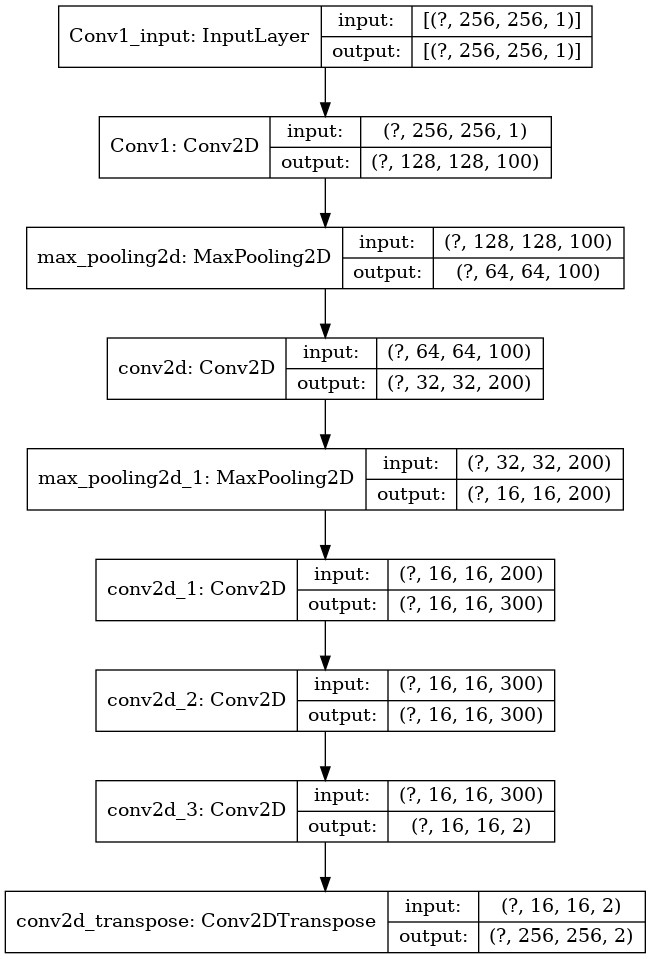 Conv1_input: InputLayer
input:
[(?, 256, 256, 1)]
output:
[(?, 256, 256, 1)]
Conv1: Conv2D
input:
(?, 256, 256, 1)
output:
(?, 128, 128, 100)
max_pooling2d: MaxPooling2D
input:
(?, 128, 128, 100)
output:
(?, 64, 64, 100)
conv2d: Conv2D
input:
(?, 64, 64, 100)
output:
(?, 32, 32, 200)
max_pooling2d_1: MaxPooling2D
input:
(?, 32, 32, 200)
output:
(?, 16, 16, 200)
conv2d_1: Conv2D
input:
(?, 16, 16, 200)
output:
(?, 16, 16, 300)
conv2d_2: Conv2D
input:
(?, 16, 16, 300)
output:
(?, 16, 16, 300)
conv2d_3: Conv2D
input:
(?, 16, 16, 300)
output:
(?, 16, 16, 2)
conv2d_transpose: Conv2DTranspose
input:
(?, 16, 16, 2)
output:
(?, 256, 256, 2)